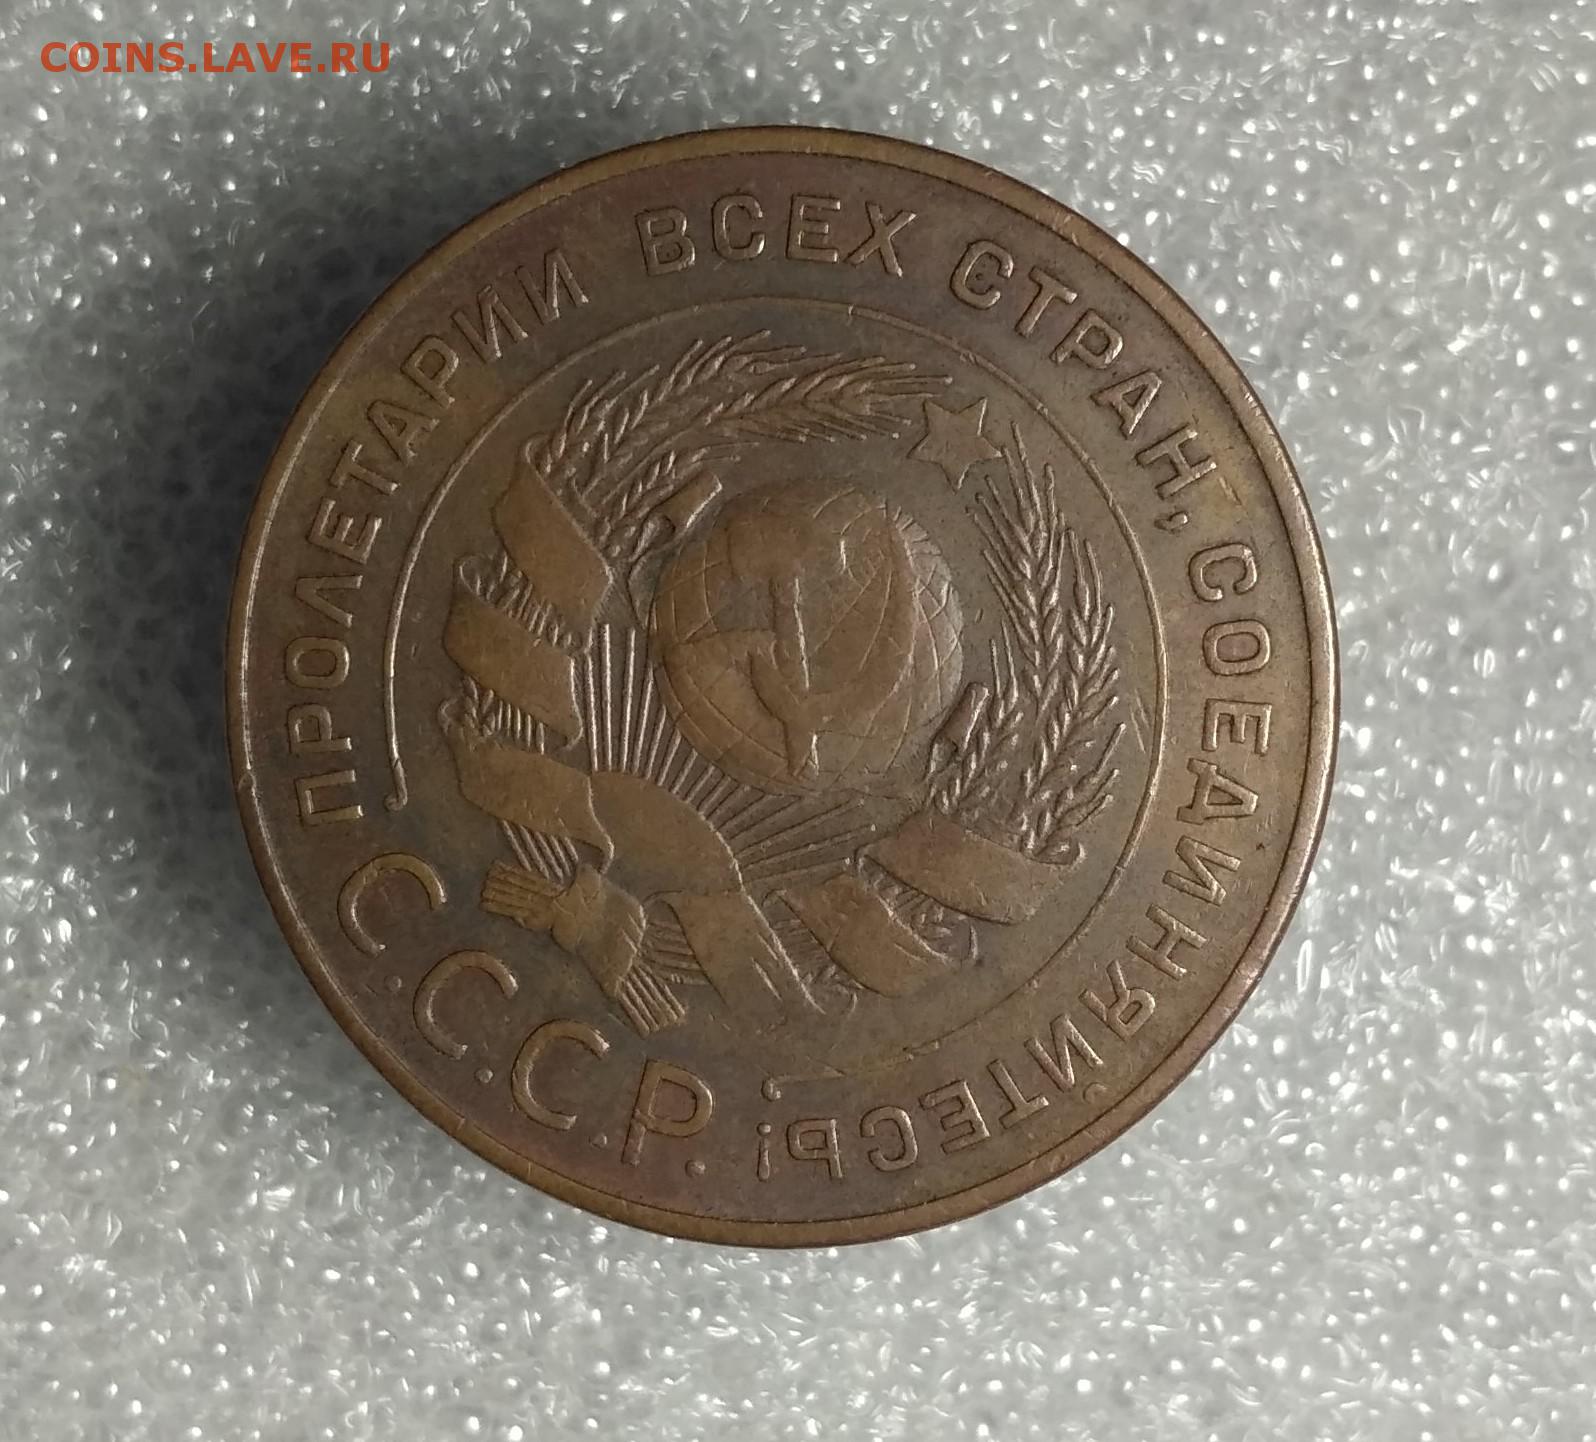 COINS.LAVE.RU
ПРОЛЕТАРИИ ВСЕХ СТРАН, СОЕДИНЯЙТЕСЬ!
С.С.С.Р.